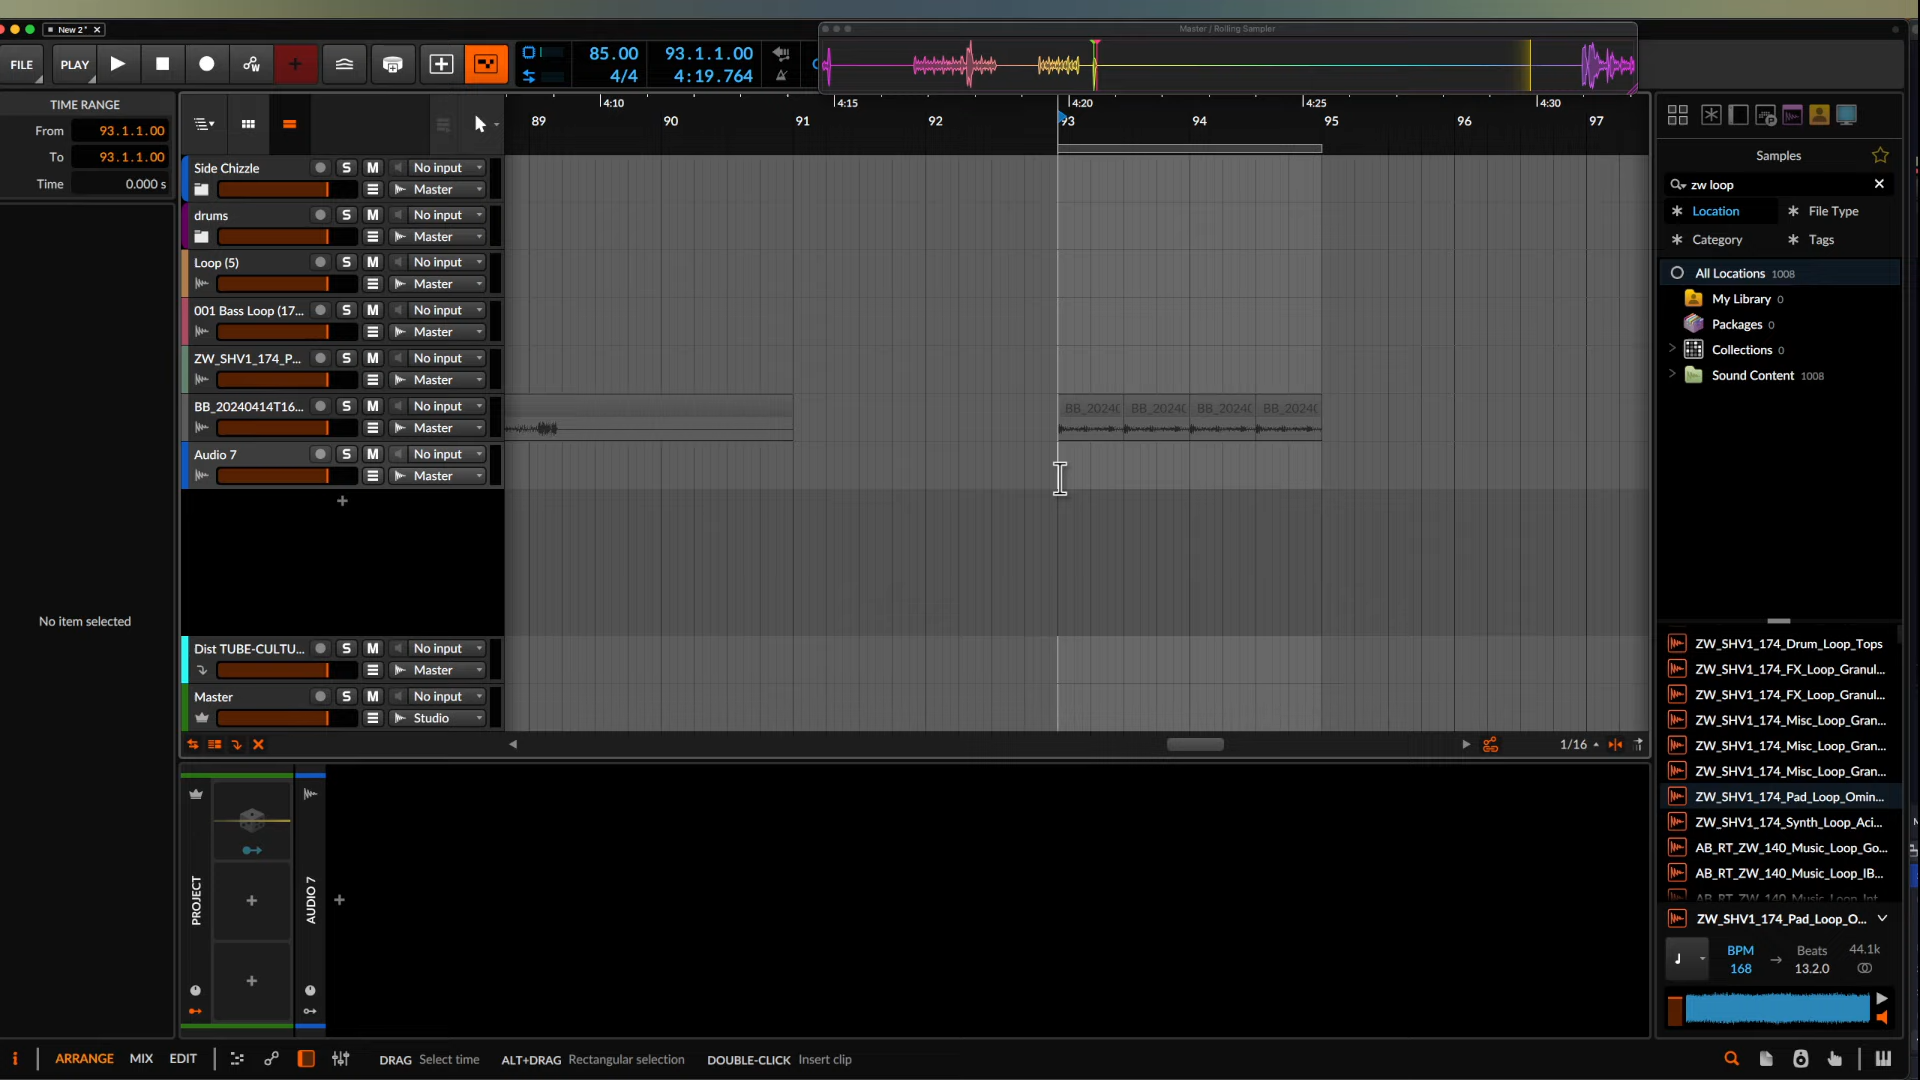 New 2*
Master / Rolling Sampler
FILE
PLAY
85.00
4/4
93.1.1.00
4:19.764
TIME RANGE
From 93.1.1.00
To 93.1.1.00
Time 0.000 s
4:10 4:15 4:20 4:25 4:30
89 90 91 92 93 94 95 96 97
Side Chizzle S M No input
Master
drums S M No input
Master
Loop (5) S M No input
Master
001 Bass Loop (17... S M No input
Master
ZW_SHV1_174_P... S M No input
Master
BB_20240414T16... S M No input
Master
BB_2024( BB_2024( BB_2024( BB_2024(
Audio 7 S M No input
Master
Dist TUBE-CULTU... S M No input
Master
Master S M No input
Studio
1/16
No item selected
PROJECT
AUDIO 7
Samples
zw loop
Location
File Type
Category
Tags
All Locations 1008
My Library 0
Packages 0
Collections 0
Sound Content 1008
ZW_SHV1_174_Drum_Loop_Tops
ZW_SHV1_174_FX_Loop_Granul...
ZW_SHV1_174_FX_Loop_Granul...
ZW_SHV1_174_Misc_Loop_Gran...
ZW_SHV1_174_Misc_Loop_Gran...
ZW_SHV1_174_Misc_Loop_Gran...
ZW_SHV1_174_Pad_Loop_Omin...
ZW_SHV1_174_Synth_Loop_Aci...
AB_RT_ZW_140_Music_Loop_Go...
AB_RT_ZW_140_Music_Loop_IB...
AB_RT_ZW_140_Music_Loop_Int...
ZW_SHV1_174_Pad_Loop_O...
BPM Beats 44.1k
168 13.2.0
ARRANGE MIX EDIT
DRAG Select time ALT+DRAG Rectangular selection DOUBLE-CLICK Insert clip